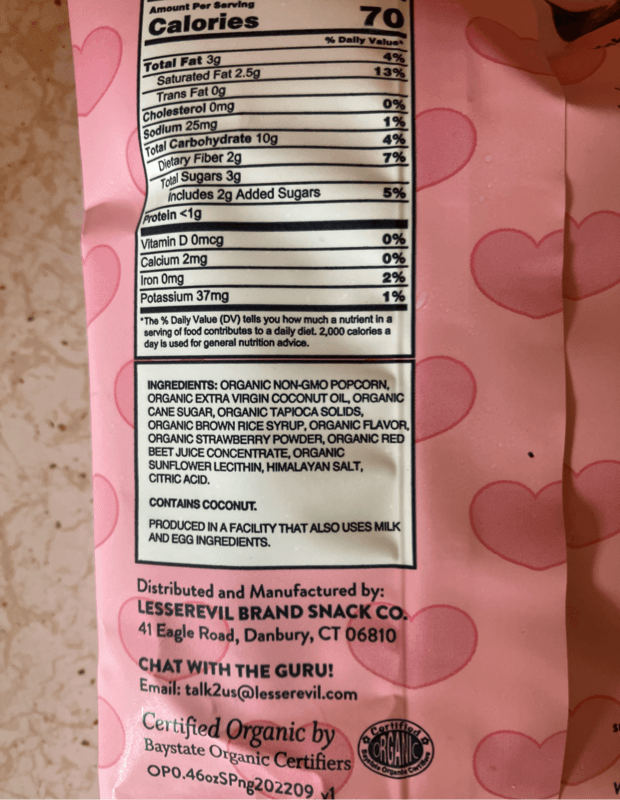 Amount Per Serving
Calories 70
% Daily Value*
Total Fat 3g 4%
Saturated Fat 2.5g 13%
Trans Fat 0g
Cholesterol 0mg 0%
Sodium 25mg 1%
Total Carbohydrate 10g 4%
Dietary Fiber 2g 7%
Total Sugars 3g
Includes 2g Added Sugars 5%
Protein <1g
Vitamin D 0mcg 0%
Calcium 2mg 0%
Iron 0mg 2%
Potassium 37mg 1%
*The % Daily Value (DV) tells you how much a nutrient in a
serving of food contributes to a daily diet. 2,000 calories a
day is used for general nutrition advice.
INGREDIENTS: ORGANIC NON-GMO POPCORN,
ORGANIC EXTRA VIRGIN COCONUT OIL, ORGANIC
CANE SUGAR, ORGANIC TAPIOCA SOLIDS,
ORGANIC BROWN RICE SYRUP, ORGANIC FLAVOR,
ORGANIC STRAWBERRY POWDER, ORGANIC RED
BEET JUICE CONCENTRATE, ORGANIC
SUNFLOWER LECITHIN, HIMALAYAN SALT,
CITRIC ACID.
CONTAINS COCONUT.
PRODUCED IN A FACILITY THAT ALSO USES MILK
AND EGG INGREDIENTS.
Distributed and Manufactured by:
LESSEREVIL BRAND SNACK CO.
41 Eagle Road, Danbury, CT 06810
CHAT WITH THE GURU!
Email: talk2us@lesserevil.com
Certified Organic by
Baystate Organic Certifiers
Certified
ORGANIC
Baystate Organic Certifiers
OP0.46ozSPng202209 v1